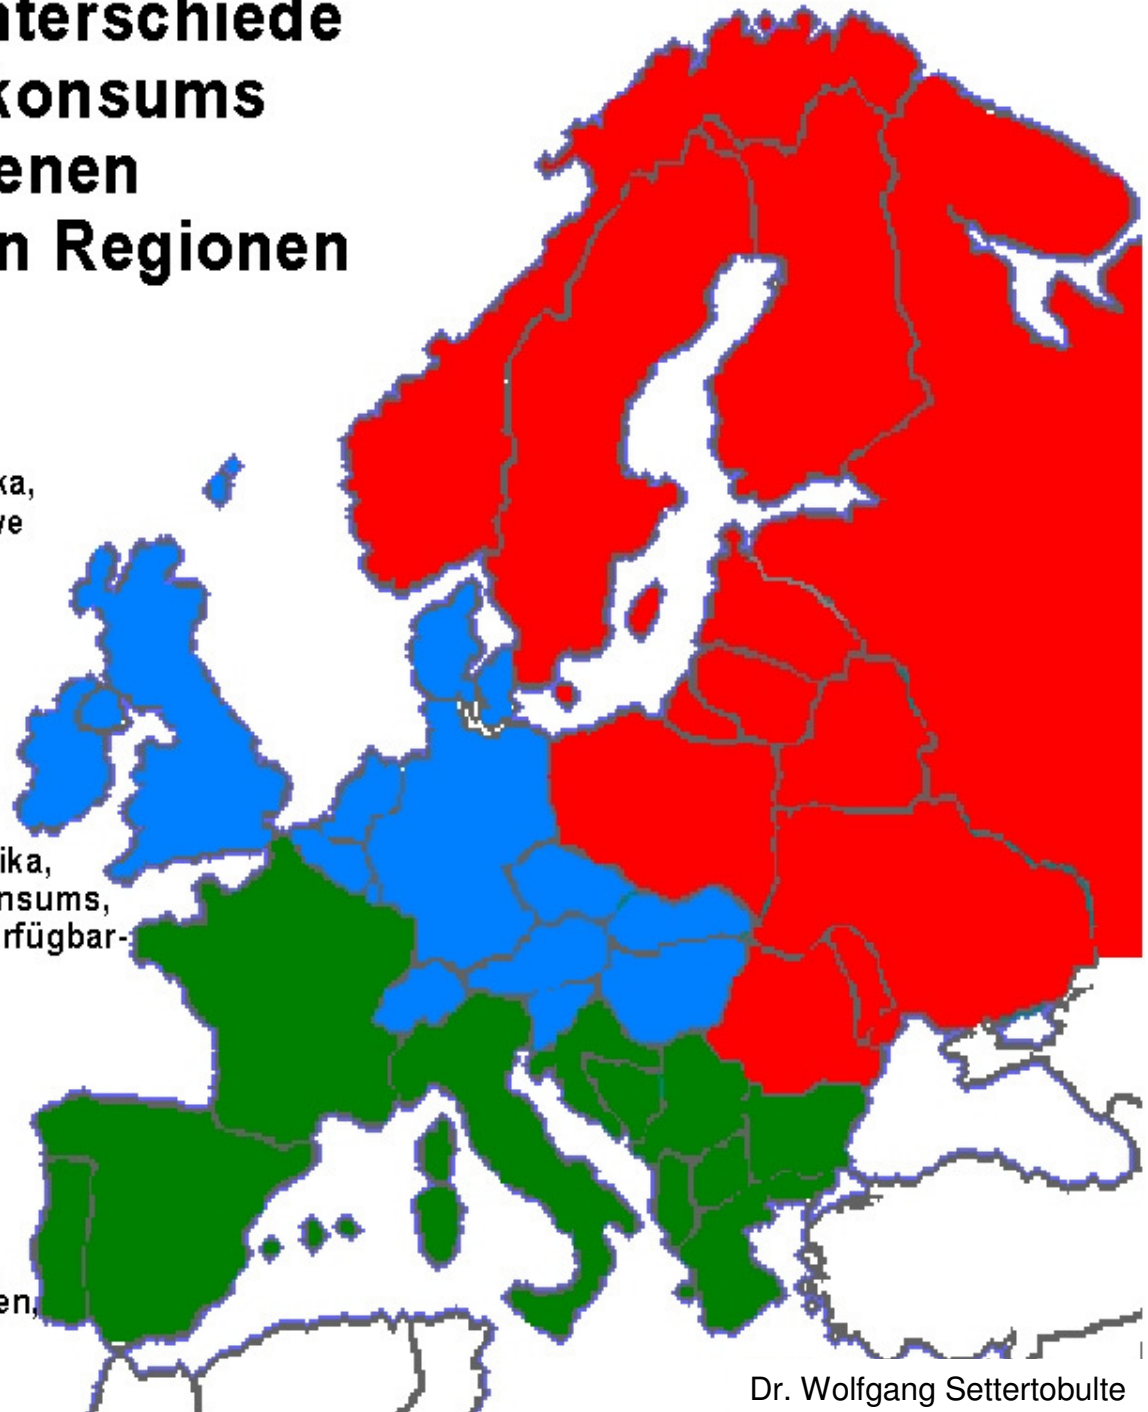 nterschiede
konsums
enen
n Regionen
ka,
ve
ika,
nsums,
rfügbar-
en,
Dr. Wolfgang Settertobulte